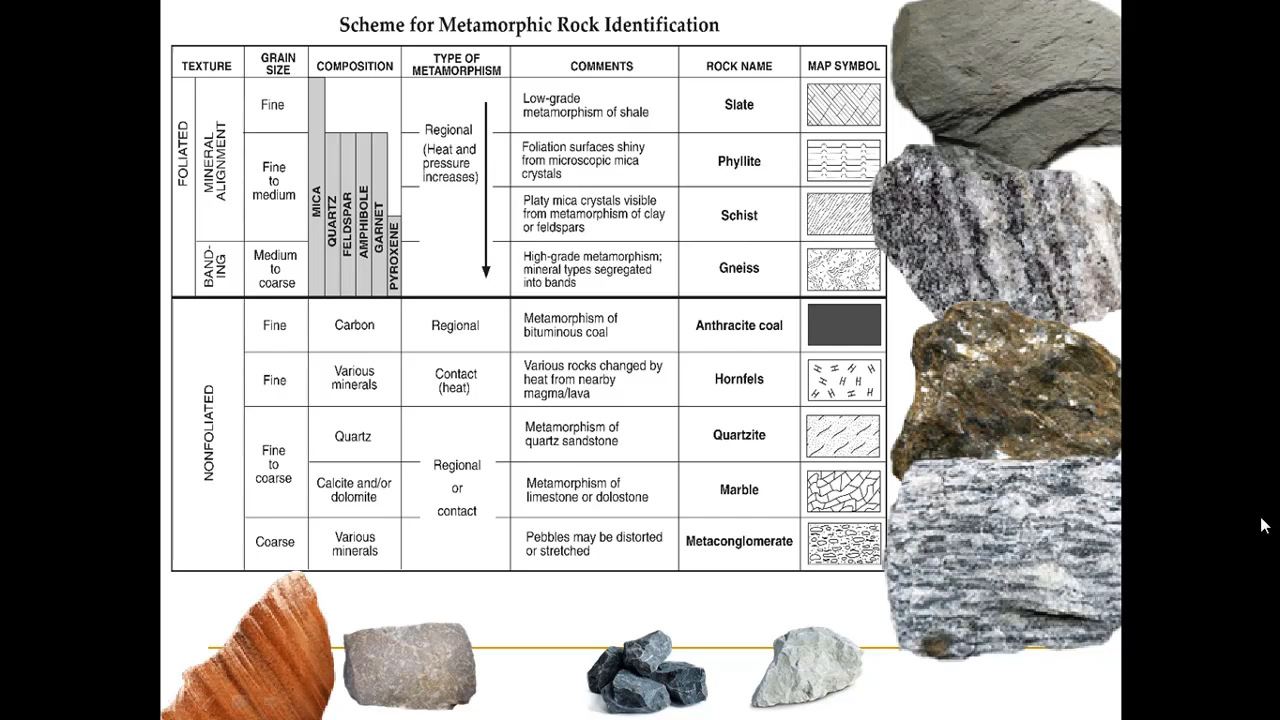 Scheme for Metamorphic Rock Identification
TEXTURE
GRAIN
SIZE
COMPOSITION
TYPE OF
METAMORPHISM
COMMENTS
ROCK NAME
MAP SYMBOL
FOLIATED
MINERAL
ALIGNMENT
BAND-
ING
Fine
Fine
to
medium
Medium
to
coarse
MICA
QUARTZ
FELDSPAR
AMPHIBOLE
GARNET
PYROXENE
Regional
(Heat and
pressure
increases)
Low-grade
metamorphism of shale
Slate
Foliation surfaces shiny
from microscopic mica
crystals
Phyllite
Platy mica crystals visible
from metamorphism of clay
or feldspars
Schist
High-grade metamorphism;
mineral types segregated
into bands
Gneiss
NONFOLIATED
Fine
Carbon
Regional
Metamorphism of
bituminous coal
Anthracite coal
Fine
Various
minerals
Contact
(heat)
Various rocks changed by
heat from nearby
magma/lava
Hornfels
Fine
to
coarse
Quartz
Regional
or
contact
Metamorphism of
quartz sandstone
Quartzite
Calcite and/or
dolomite
Metamorphism of
limestone or dolostone
Marble
Coarse
Various
minerals
Pebbles may be distorted
or stretched
Metaconglomerate